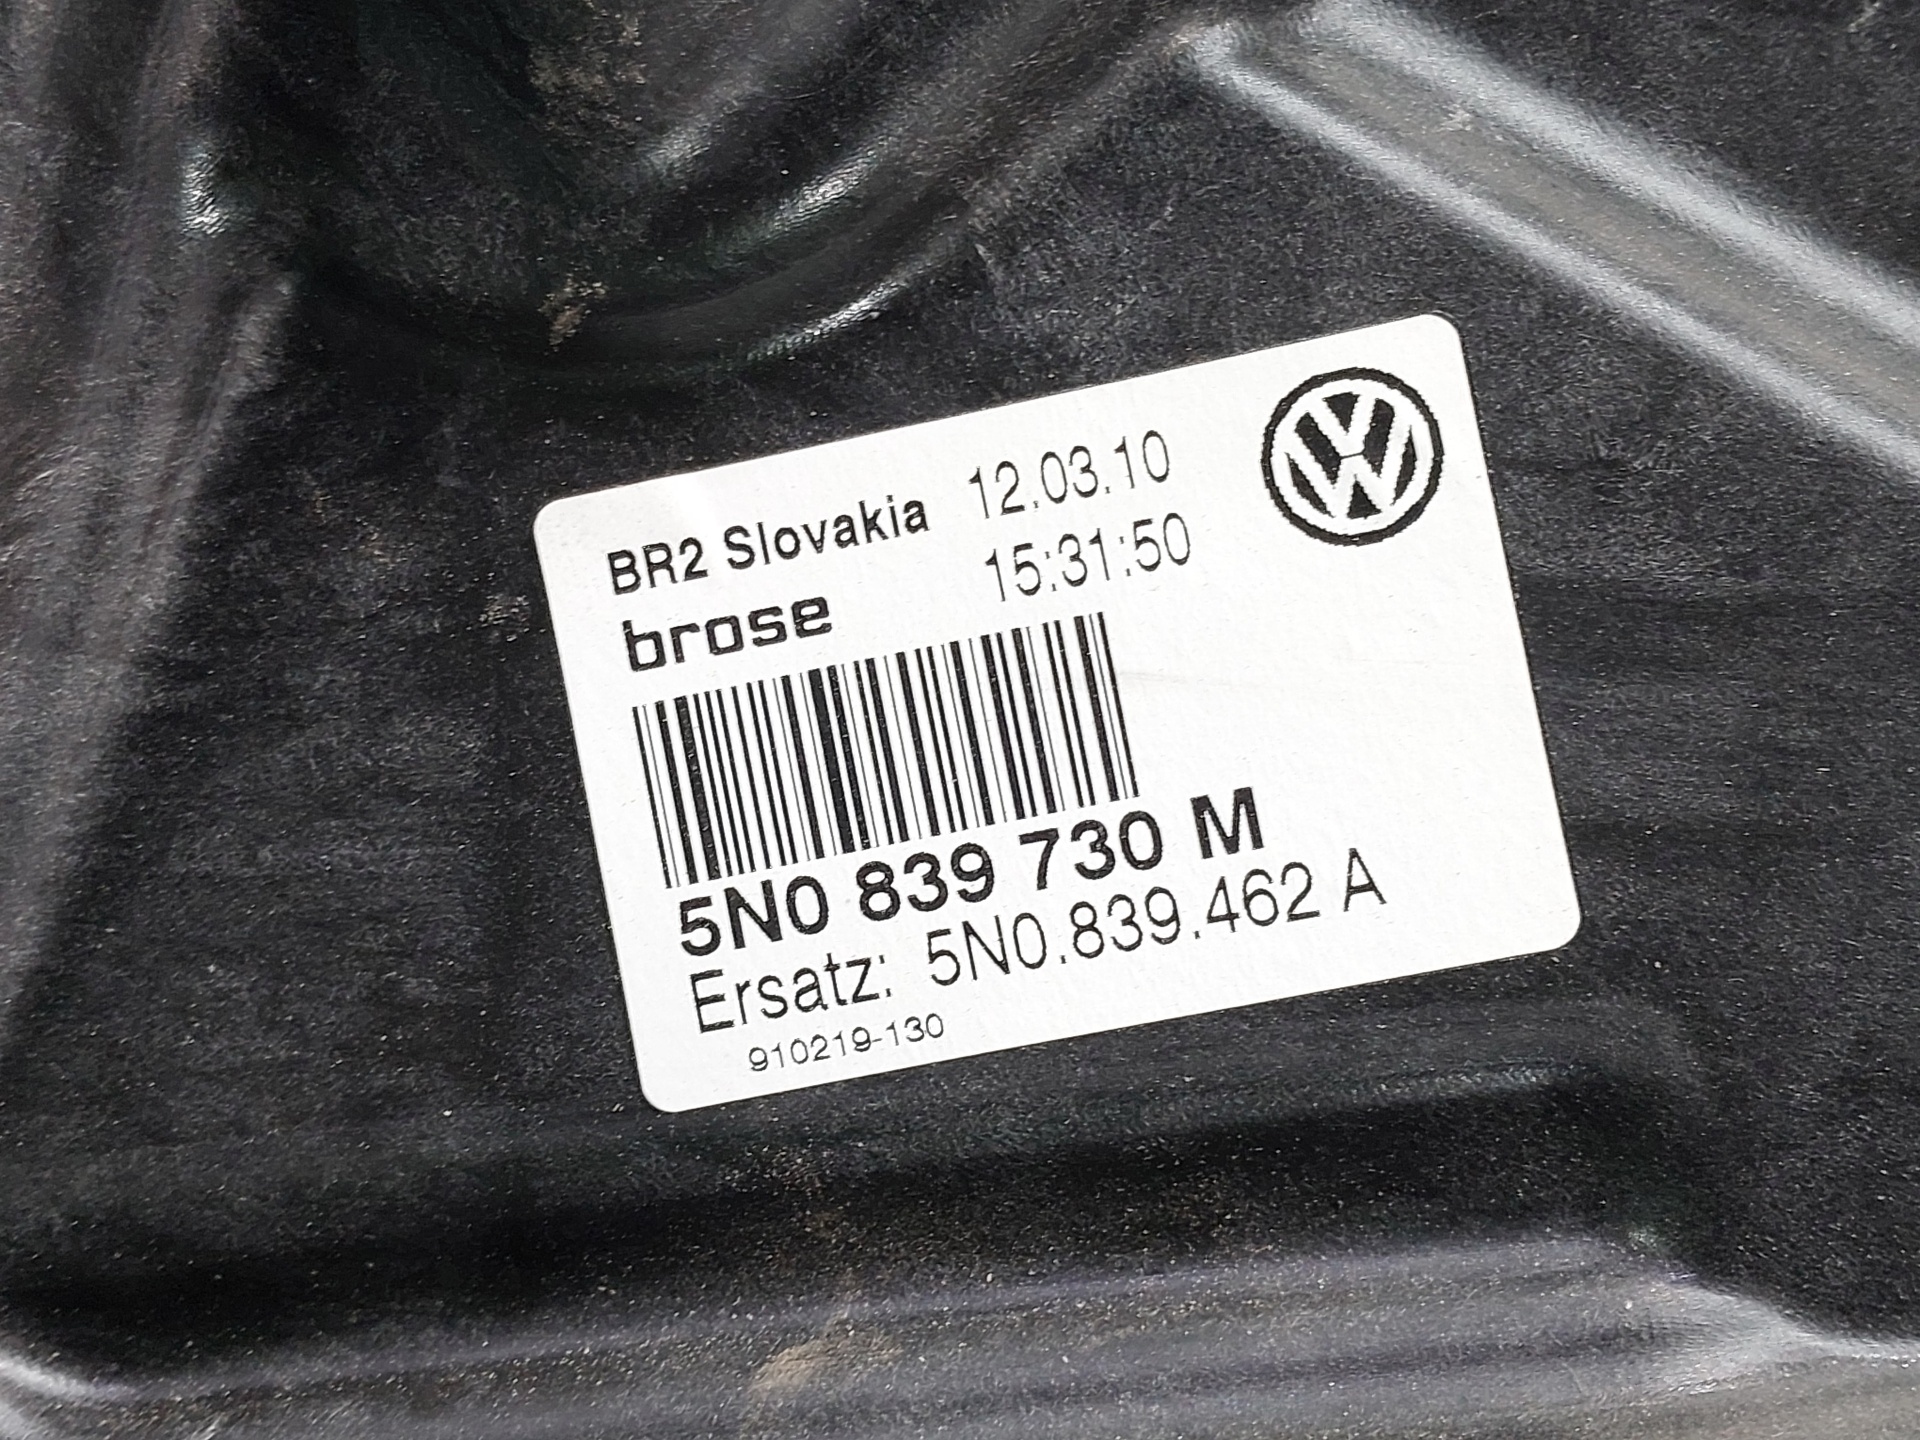 BR2 Slovakia 12.03.10
brose 15:31:50
5N0 839 730 M
Ersatz: 5N0.839.462 A
910219-130